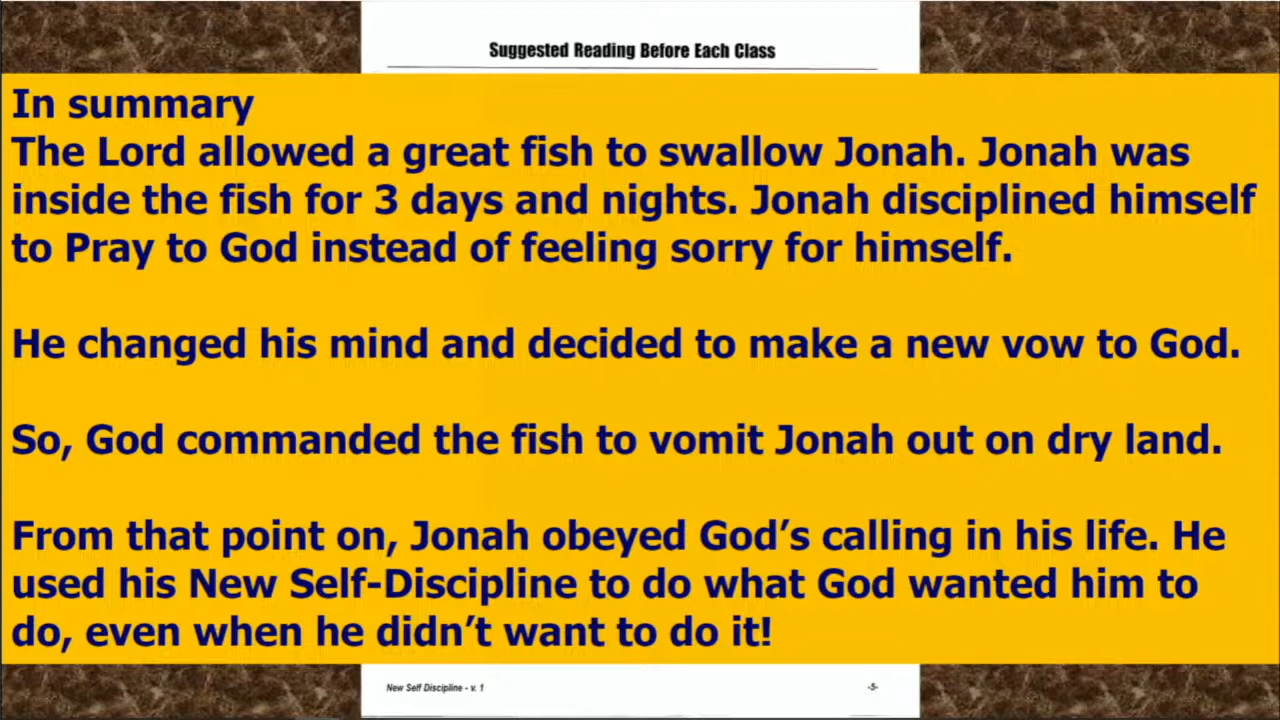 Suggested Reading Before Each Class
In summary
The Lord allowed a great fish to swallow Jonah. Jonah was
inside the fish for 3 days and nights. Jonah disciplined himself
to Pray to God instead of feeling sorry for himself.
He changed his mind and decided to make a new vow to God.
So, God commanded the fish to vomit Jonah out on dry land.
From that point on, Jonah obeyed God’s calling in his life. He
used his New Self-Discipline to do what God wanted him to
do, even when he didn’t want to do it!
New Self Discipline - v. 1
-5-